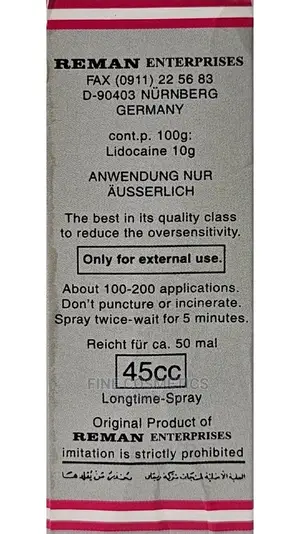 REMAN ENTERPRISES
FAX (0911) 22 56 83
D-90403 NÜRNBERG
GERMANY
cont.p. 100g:
Lidocaine 10g
ANWENDUNG NUR
ÄUSSERLICH
The best in its quality class
to reduce the oversensitivity.
Only for external use.
About 100-200 applications.
Don't puncture or incinerate.
Spray twice-wait for 5 minutes.
Reicht für ca. 50 mal
45cc
FINE COSMETICS
Longtime-Spray
Original Product of
REMAN ENTERPRISES
imitation is strictly prohibited